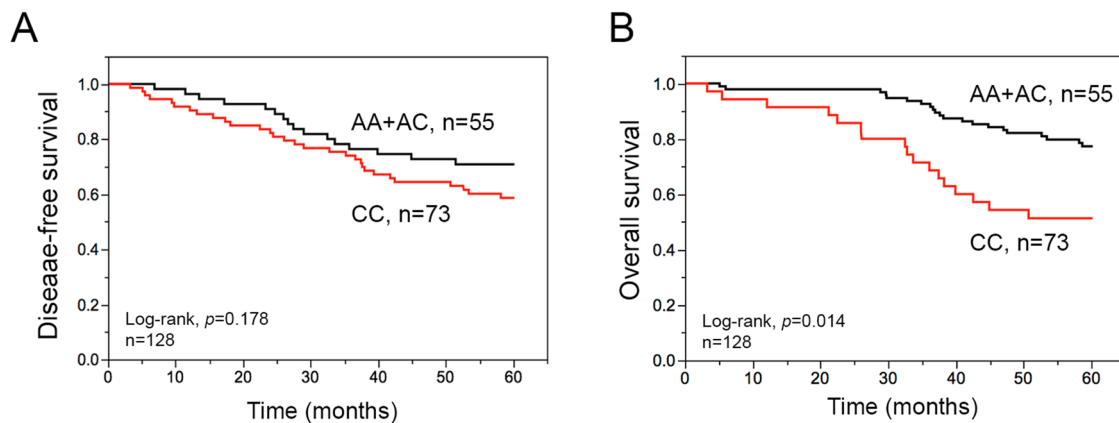 A
Diseaae-free survival
1.0
0.8
0.6
0.4
0.2
0.0
AA+AC, n=55
CC, n=73
Log-rank, p=0.178
n=128
0 10 20 30 40 50 60
Time (months)
B
Overall survival
1.0
0.8
0.6
0.4
0.2
0.0
AA+AC, n=55
CC, n=73
Log-rank, p=0.014
n=128
0 10 20 30 40 50 60
Time (months)